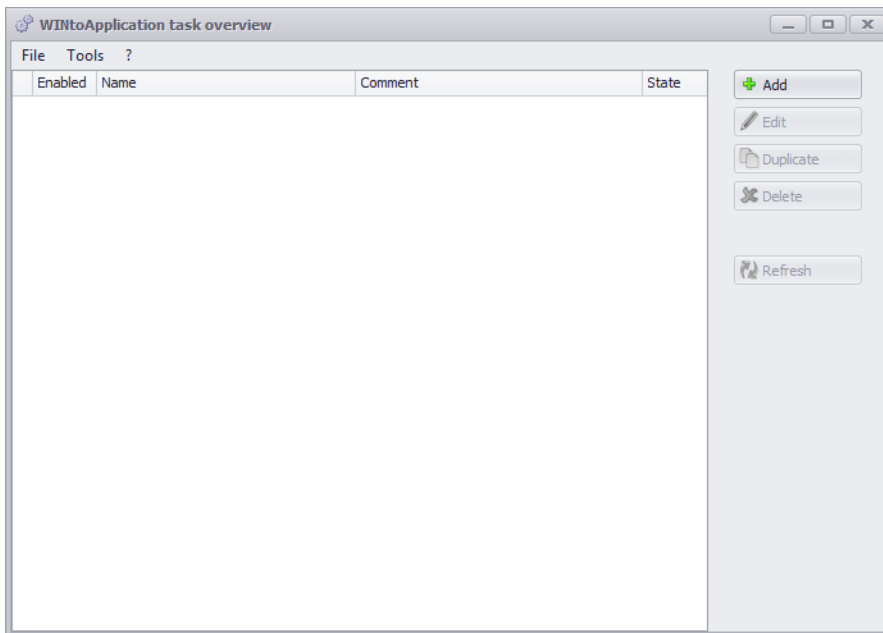 WINtoApplication task overview
File Tools ?
Enabled Name Comment State
Add
Edit
Duplicate
Delete
Refresh